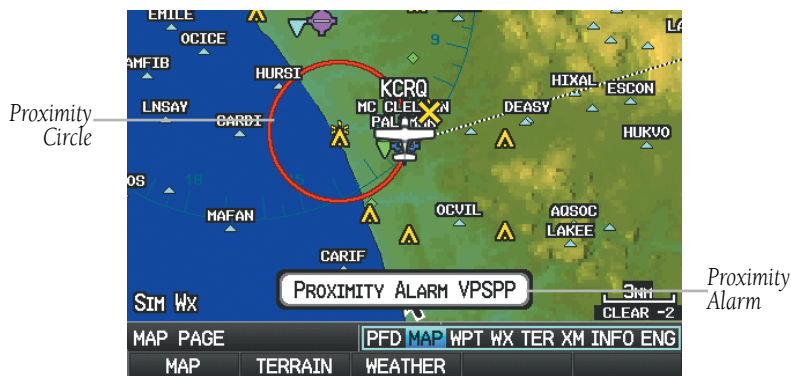 EMILE
OCICE
AMFIB
9
LA
HURSI
KCRQ
HIXAL
ESCON
LNSAY
MC CLELLAN
DEASY
Proximity
Circle
CARDI
PALOMAR
HUKVO
OS
18
15
MAFAN
OCVIL
AQSOC
LAKEE
CARIF
PROXIMITY ALARM VPSPP
3NM
Proximity
Alarm
SIM WX
CLEAR -2
MAP PAGE
PFD MAP WPT WX TER XM INFO ENG
MAP TERRAIN WEATHER